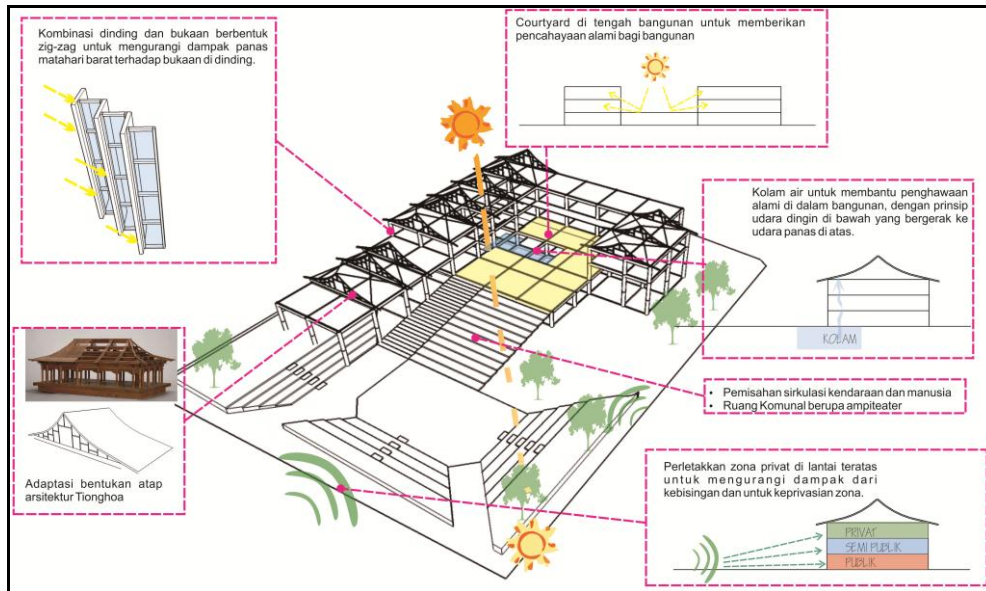 Kombinasi dinding dan bukaan berbentuk
zig-zag untuk mengurangi dampak panas
matahari barat terhadap bukaan di dinding.
Courtyard di tengah bangunan untuk memberikan
pencahayaan alami bagi bangunan
Kolam air untuk membantu penghawaan
alami di dalam bangunan, dengan prinsip
udara dingin di bawah yang bergerak ke
udara panas di atas.
KOLAM
• Pemisahan sirkulasi kendaraan dan manusia
• Ruang Komunal berupa ampiteater
Adaptasi bentukan atap
arsitektur Tionghoa
Perletakkan zona privat di lantai teratas
untuk mengurangi dampak dari
kebisingan dan untuk keprivasian zona.
PRIVAT
SEMI PUBLIK
PUBLIK